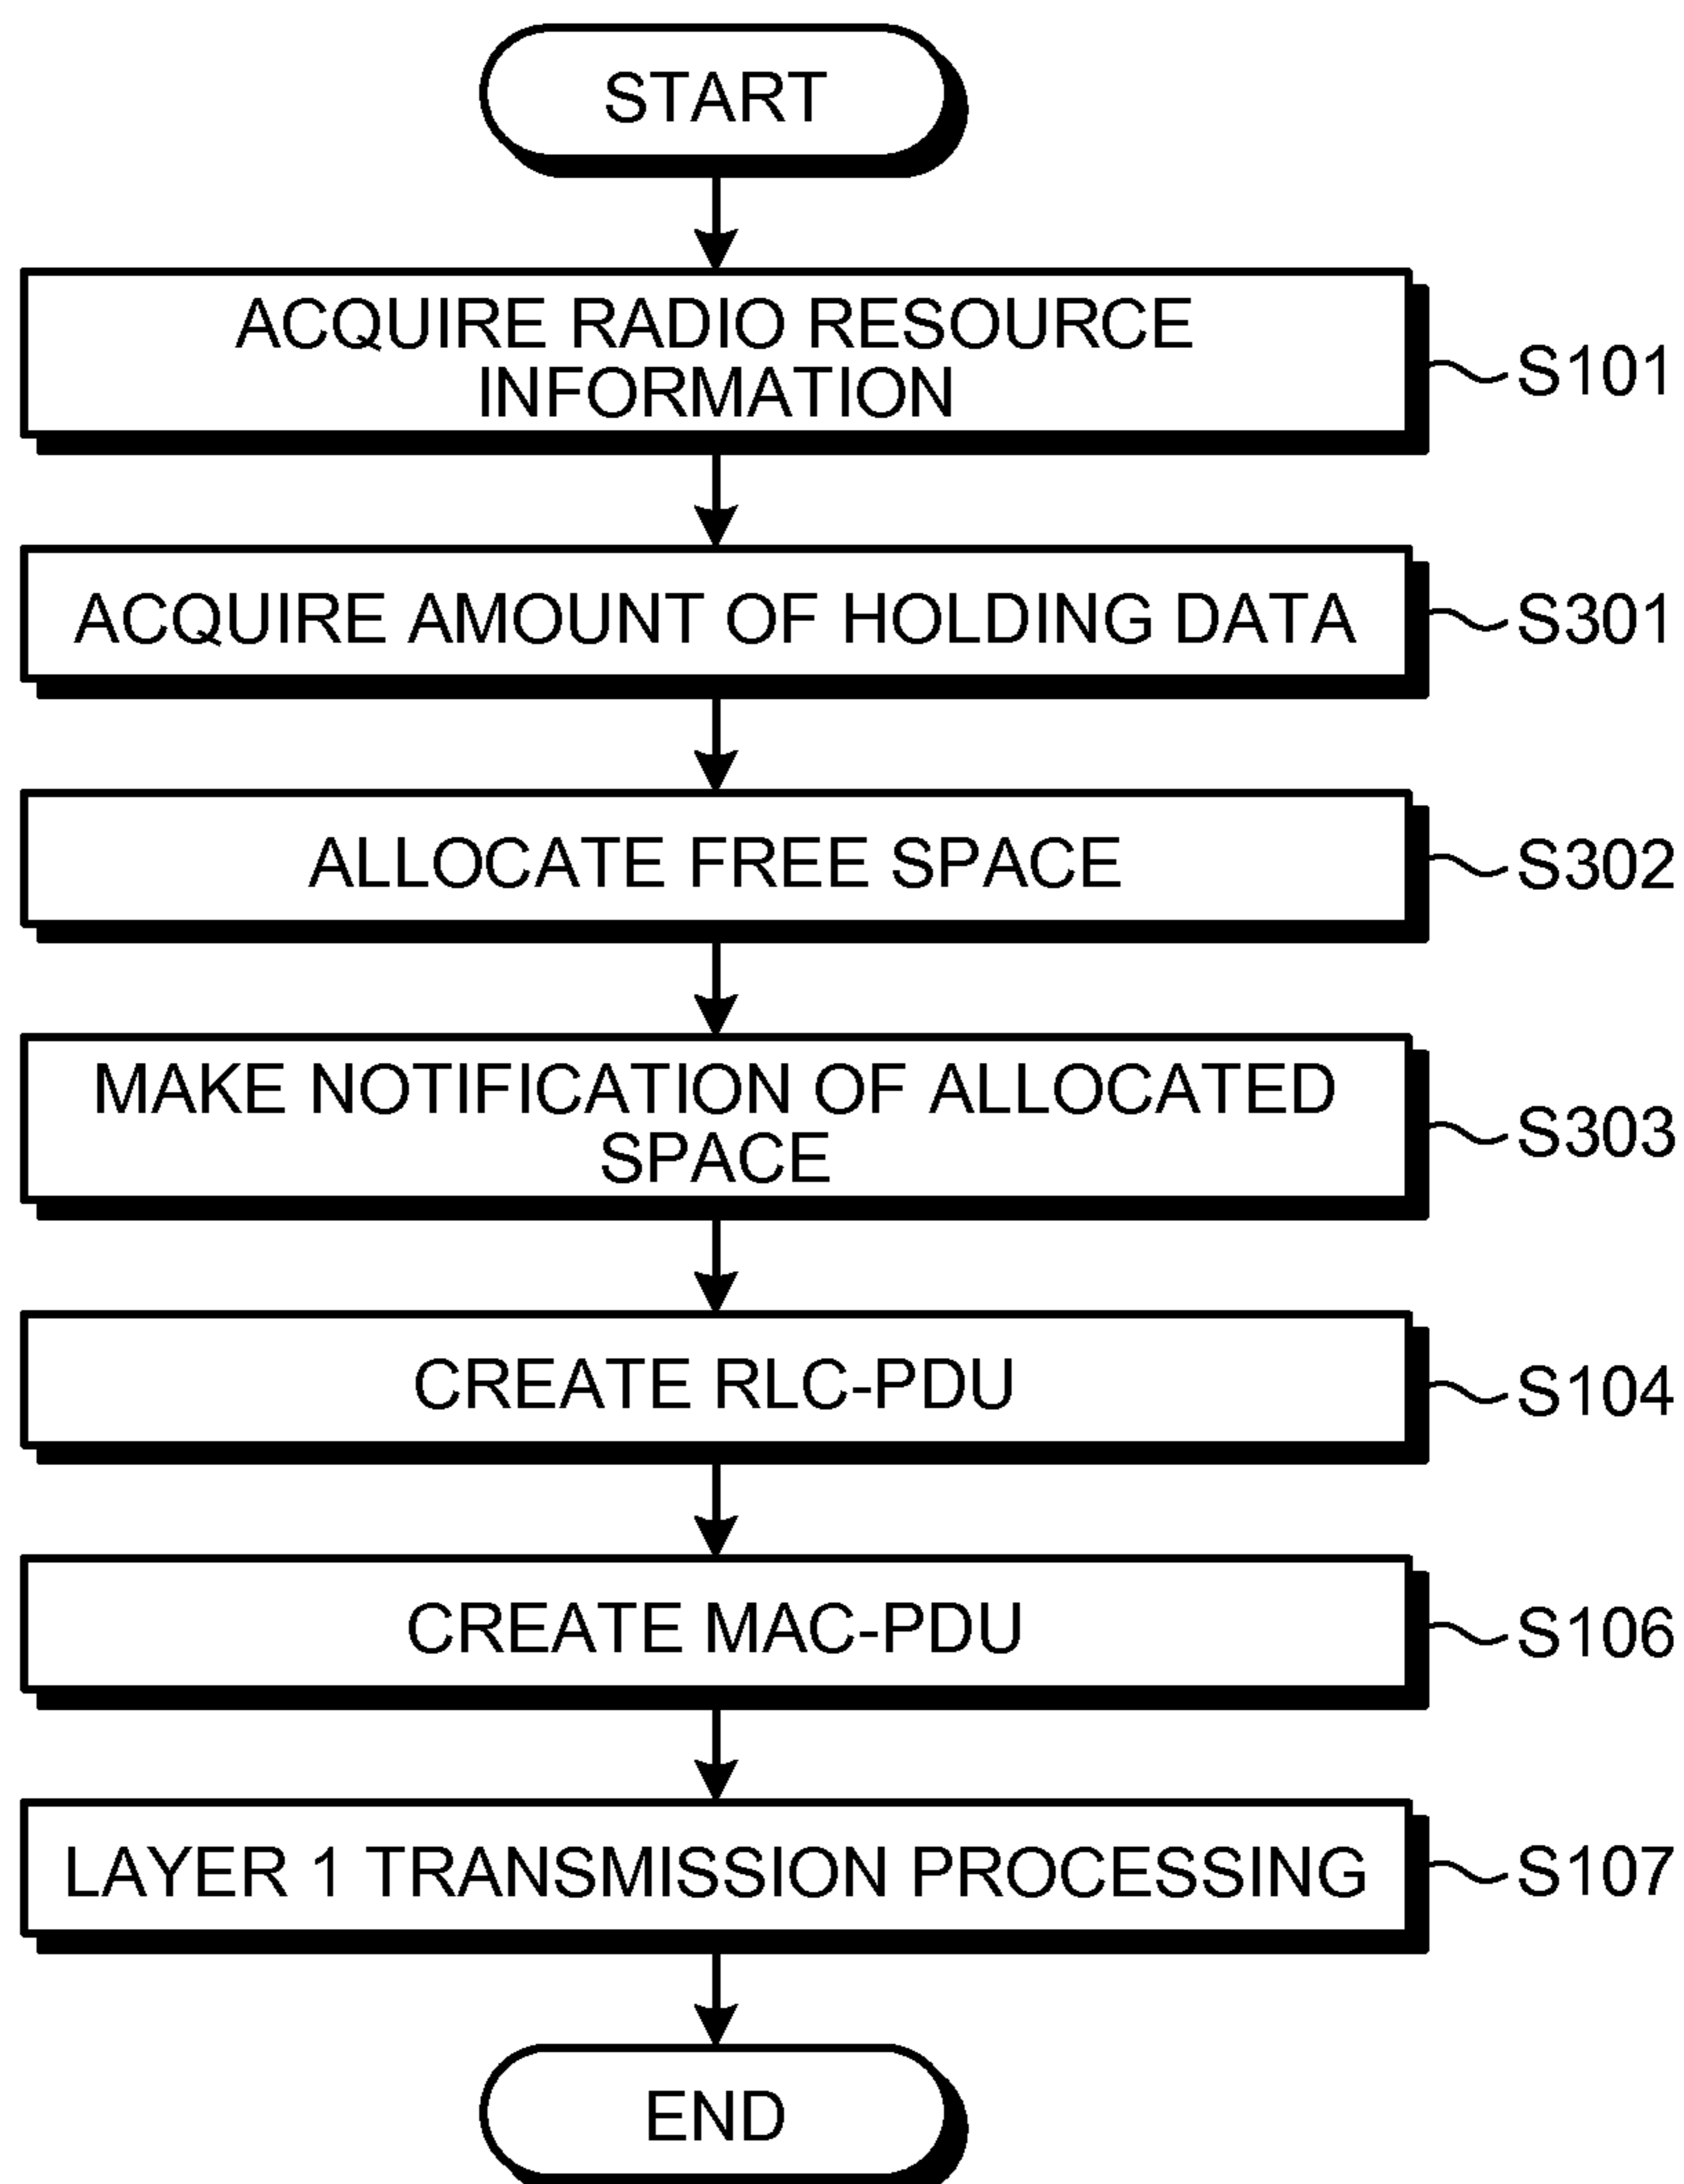 START
ACQUIRE RADIO RESOURCE
INFORMATION
S101
ACQUIRE AMOUNT OF HOLDING DATA
S301
ALLOCATE FREE SPACE
S302
MAKE NOTIFICATION OF ALLOCATED
SPACE
S303
CREATE RLC-PDU
S104
CREATE MAC-PDU
S106
LAYER 1 TRANSMISSION PROCESSING
S107
END